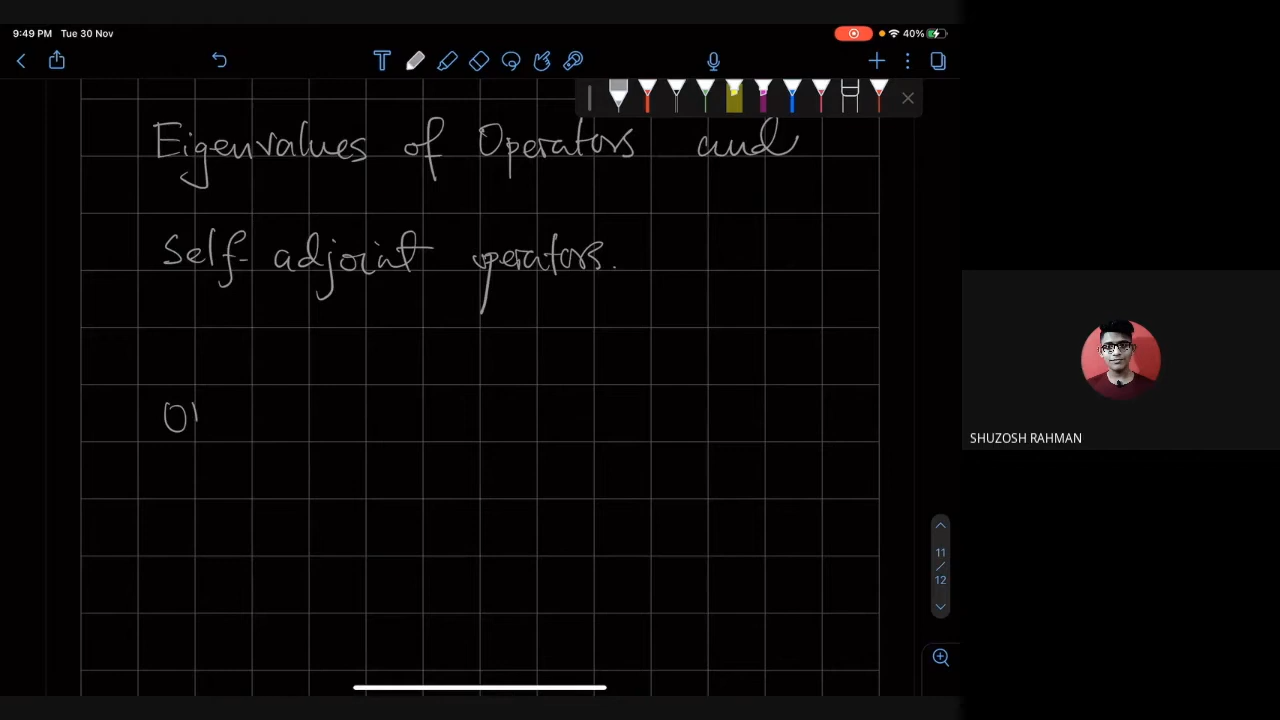 9:49 PM Tue 30 Nov
40%
Eigenvalues of Operators and
Self-adjoint operators.
11
/
12
SHUZOSH RAHMAN